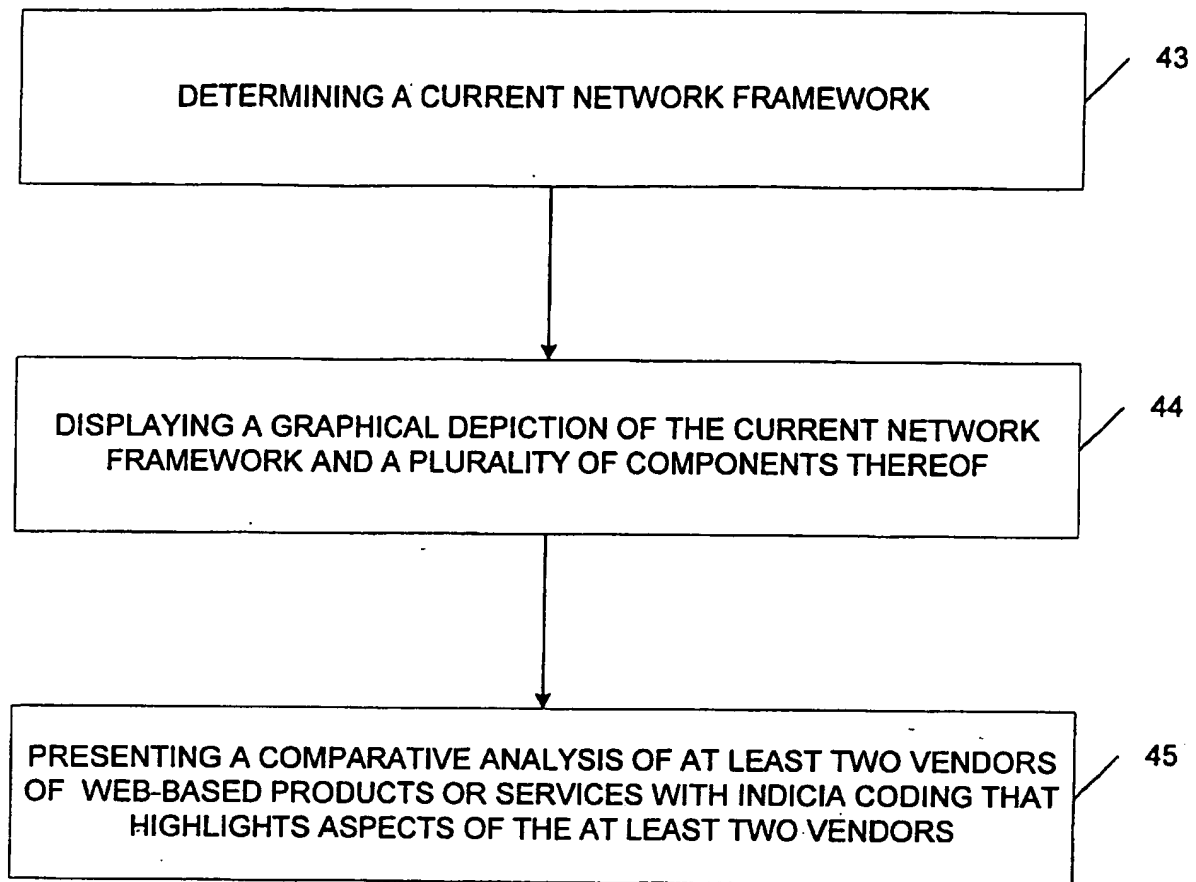 DETERMINING A CURRENT NETWORK FRAMEWORK
43
DISPLAYING A GRAPHICAL DEPICTION OF THE CURRENT NETWORK
FRAMEWORK AND A PLURALITY OF COMPONENTS THEREOF
44
PRESENTING A COMPARATIVE ANALYSIS OF AT LEAST TWO VENDORS
OF WEB-BASED PRODUCTS OR SERVICES WITH INDICIA CODING THAT
HIGHLIGHTS ASPECTS OF THE AT LEAST TWO VENDORS
45